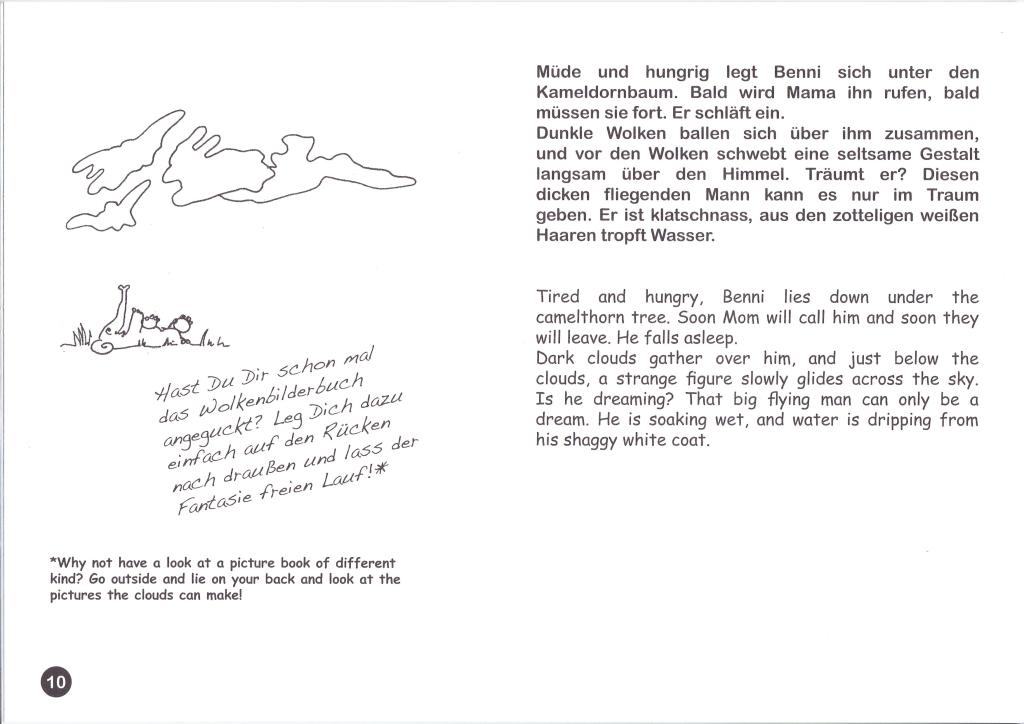 Müde und hungrig legt Benni sich unter den
Kameldornbaum. Bald wird Mama ihn rufen, bald
müssen sie fort. Er schläft ein.
Dunkle Wolken ballen sich über ihm zusammen,
und vor den Wolken schwebt eine seltsame Gestalt
langsam über den Himmel. Träumt er? Diesen
dicken fliegenden Mann kann es nur im Traum
geben. Er ist klatschnass, aus den zotteligen weißen
Haaren tropft Wasser.
Tired and hungry, Benni lies down under the
camelthorn tree. Soon Mom will call him and soon they
will leave. He falls asleep.
Dark clouds gather over him, and just below the
clouds, a strange figure slowly glides across the sky.
Is he dreaming? That big flying man can only be a
dream. He is soaking wet, and water is dripping from
his shaggy white coat.
Hast Du Dir schon mal
das Wolkenbilderbuch
angeguckt? Leg Dich dazu
einfach auf den Rücken
nach draußen und lass der
Fantasie freien Lauf!*
*Why not have a look at a picture book of different
kind? Go outside and lie on your back and look at the
pictures the clouds can make!
10